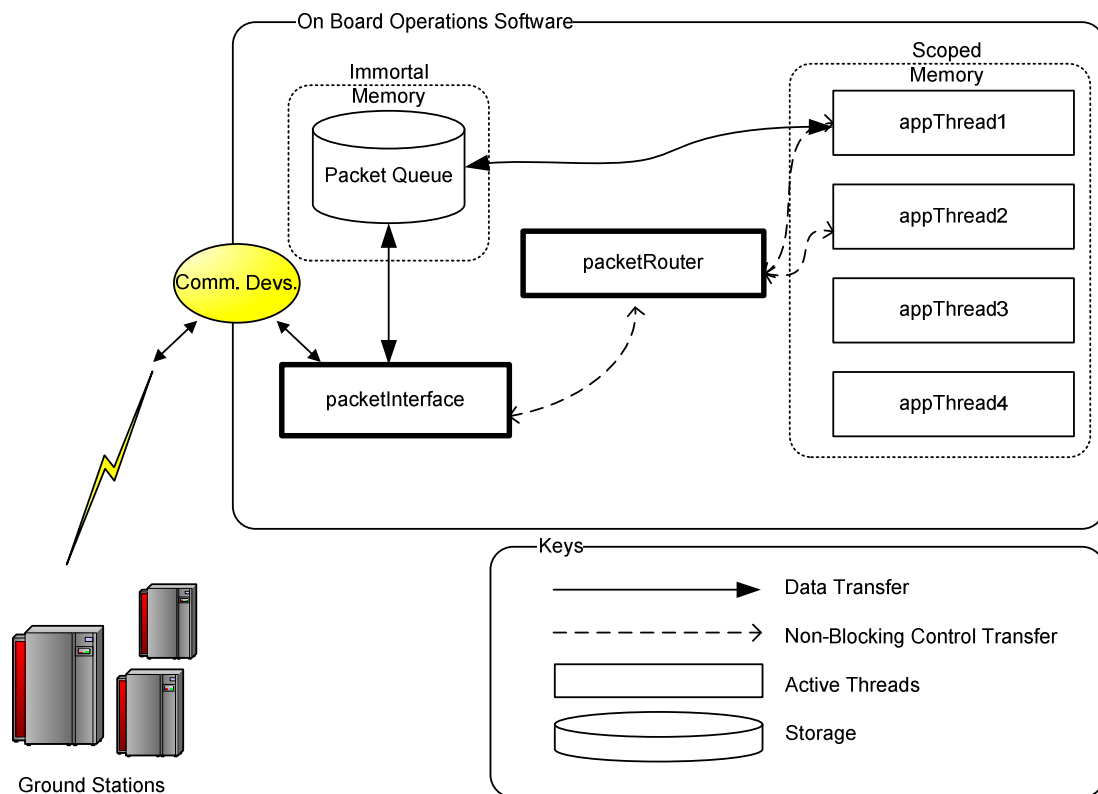 On Board Operations Software
Immortal
Memory
Packet Queue
Scoped
Memory
appThread1
appThread2
appThread3
appThread4
packetRouter
Comm. Devs.
packetInterface
Keys
Data Transfer
Non-Blocking Control Transfer
Active Threads
Storage
Ground Stations